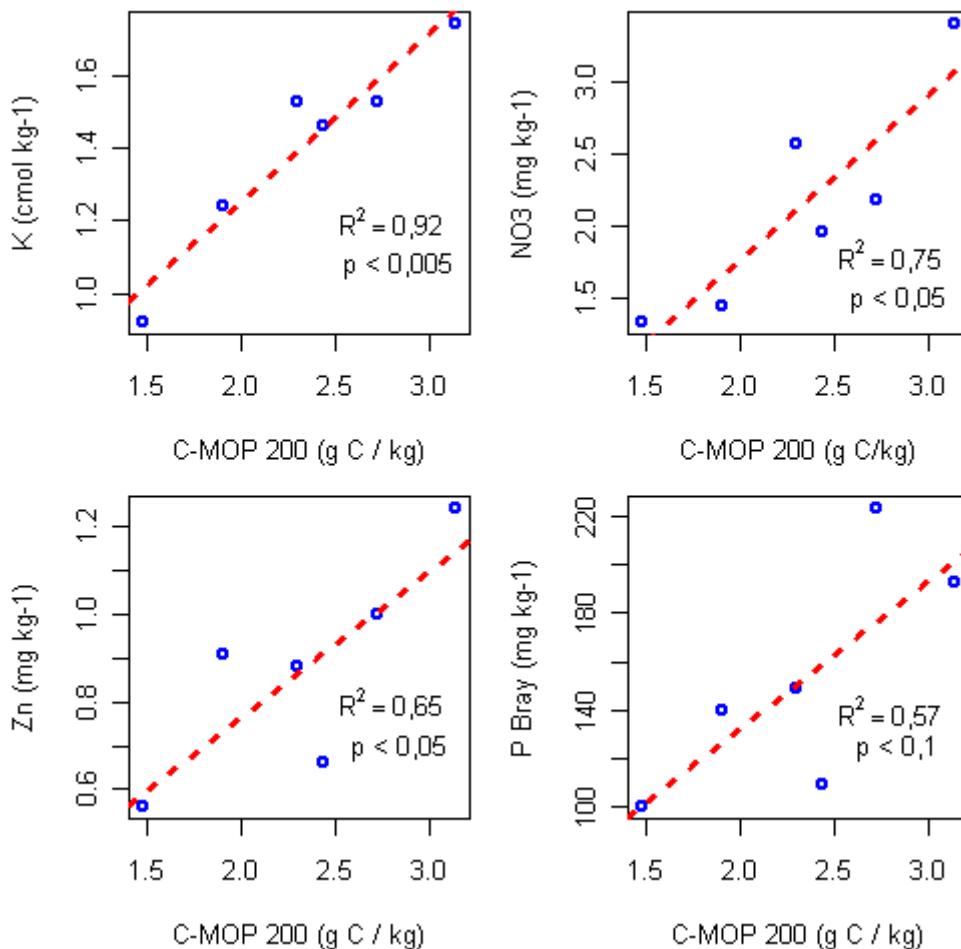 K (cmol kg-1)
1.0 1.2 1.4 1.6
R² = 0,92
p < 0,005
1.5 2.0 2.5 3.0
C-MOP 200 (g C / kg)
NO3 (mg kg-1)
1.5 2.0 2.5 3.0
R² = 0,75
p < 0,05
1.5 2.0 2.5 3.0
C-MOP 200 (g C/kg)
Zn (mg kg-1)
0.6 0.8 1.0 1.2
R² = 0,65
p < 0,05
1.5 2.0 2.5 3.0
C-MOP 200 (g C / kg)
P Bray (mg kg-1)
100 140 180 220
R² = 0,57
p < 0,1
1.5 2.0 2.5 3.0
C-MOP 200 (g C / kg)